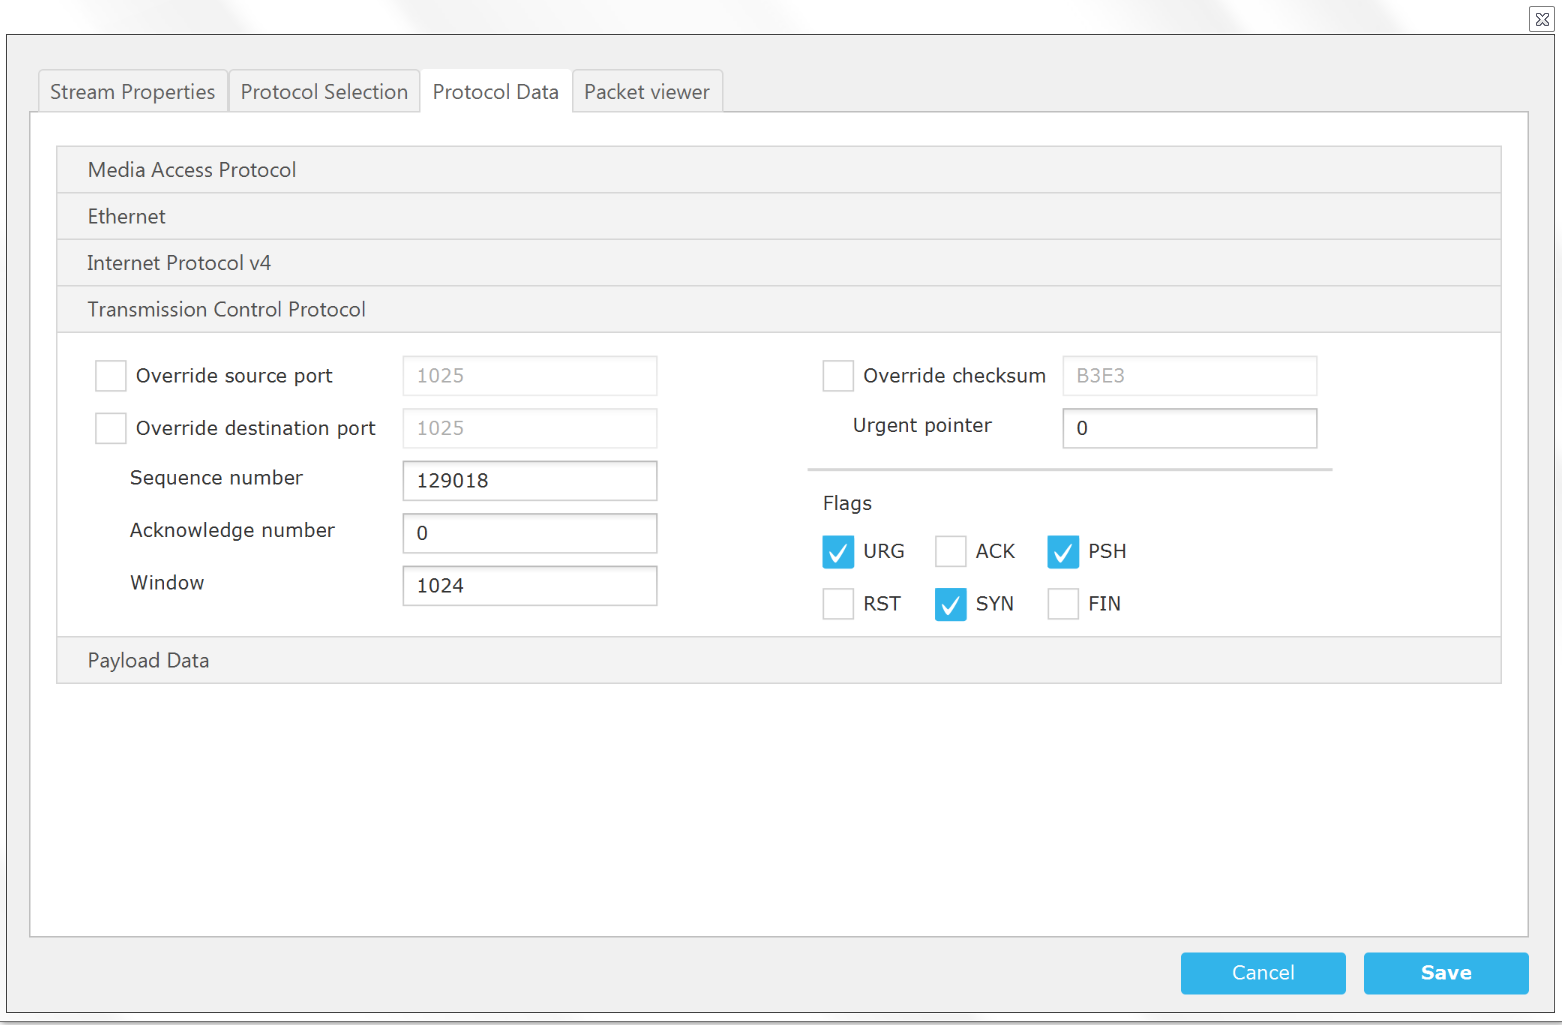 Stream Properties Protocol Selection Protocol Data Packet viewer
Media Access Protocol
Ethernet
Internet Protocol v4
Transmission Control Protocol
Override source port 1025
Override destination port 1025
Sequence number 129018
Acknowledge number 0
Window 1024
Override checksum B3E3
Urgent pointer 0
Flags
URG ACK PSH
RST SYN FIN
Payload Data
Cancel Save